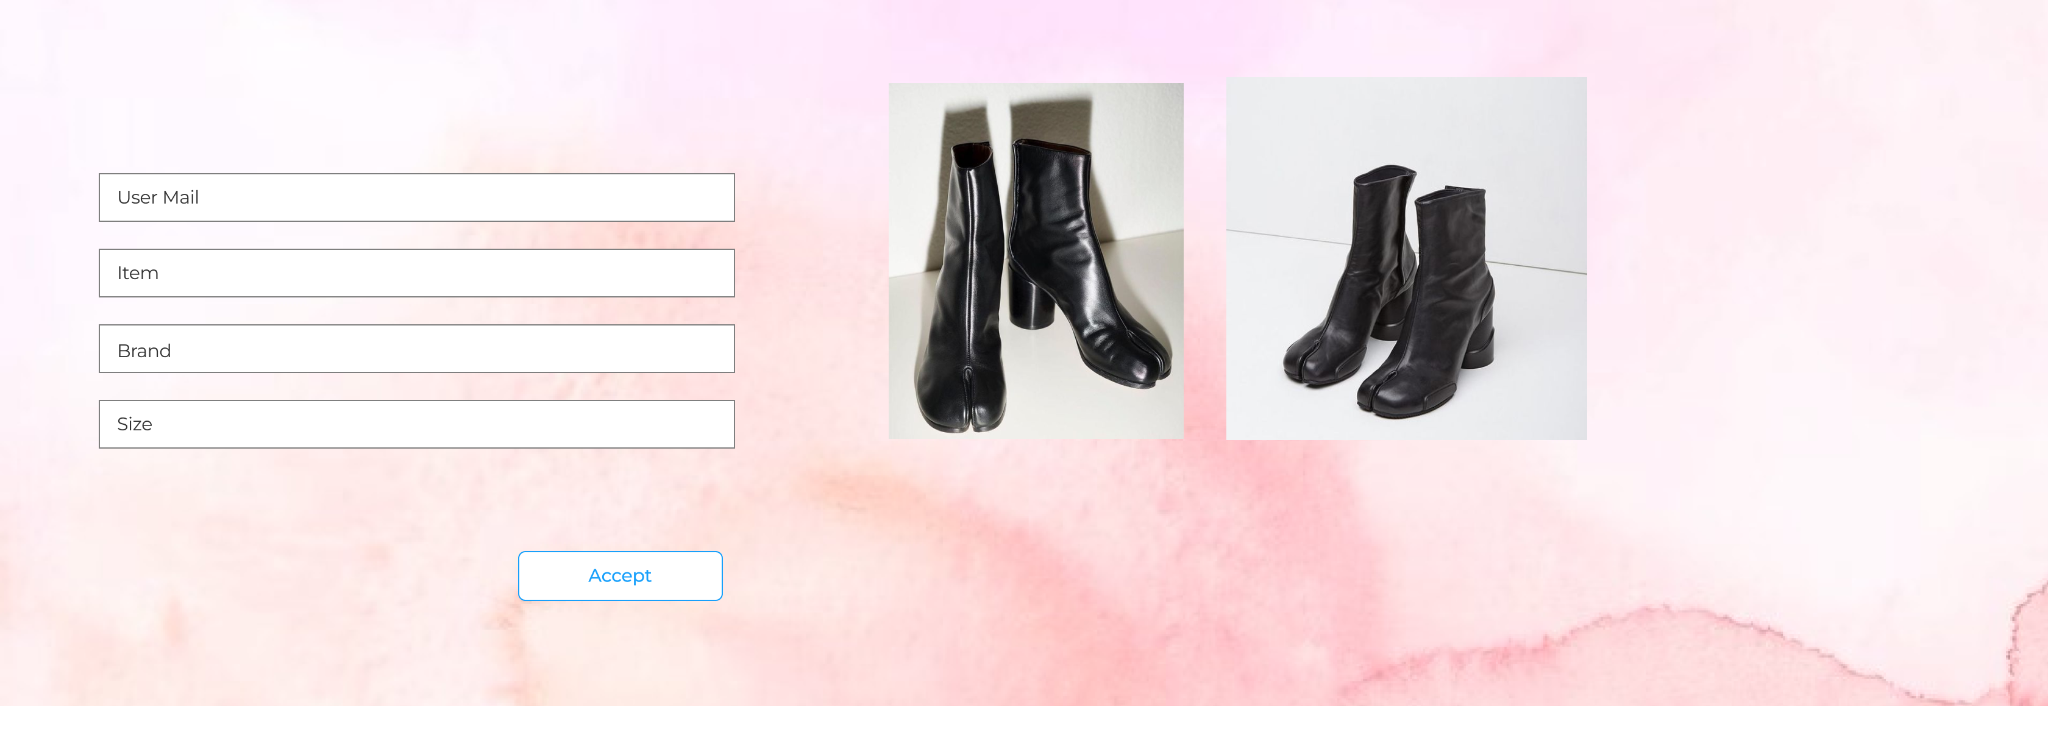 User Mail
Item
Brand
Size
Accept